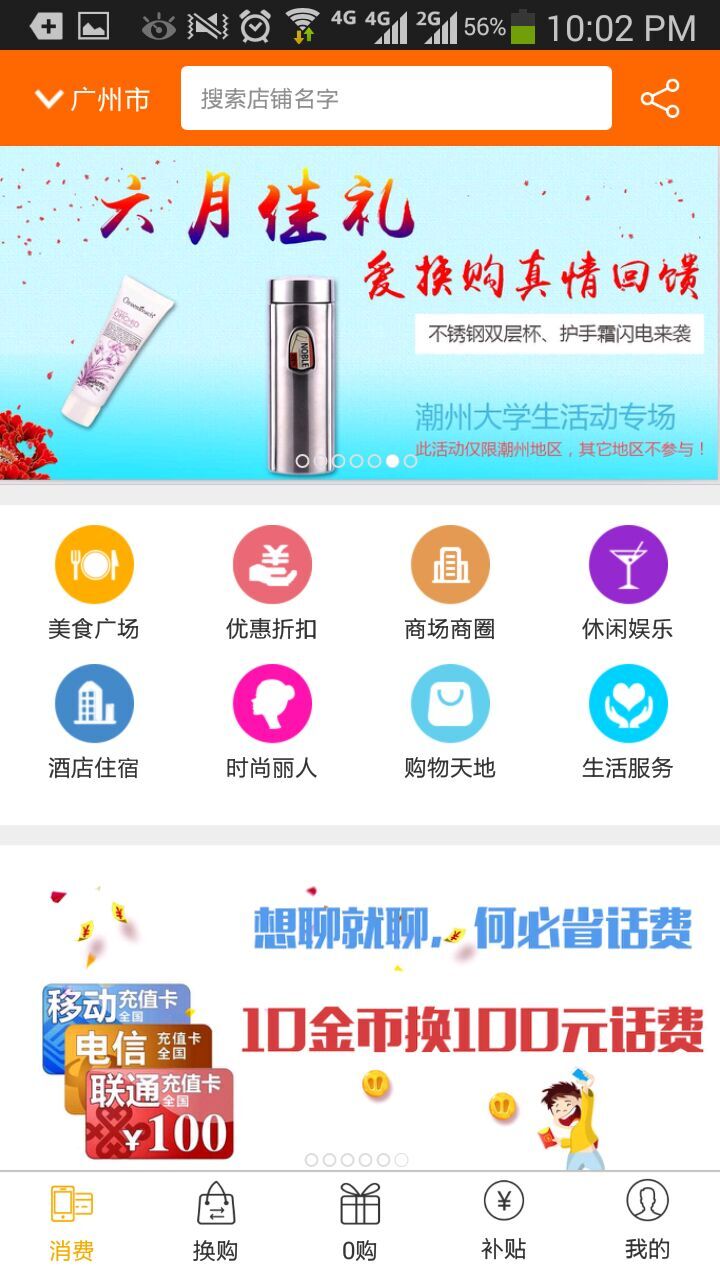 4G 4G 2G 56% 10:02 PM
广州市 搜索店铺名字
六月佳礼
爱换购真情回馈
不锈钢双层杯、护手霜闪电来袭
NOBLE
潮州大学生活动专场
此活动仅限潮州地区，其它地区不参与！
美食广场 优惠折扣 商场商圈 休闲娱乐
酒店住宿 时尚丽人 购物天地 生活服务
想聊就聊，何必省话费
10金币换100元话费
移动充值卡 全国
电信 充值卡 全国
联通充值卡 全国
¥100
消费 换购 0购 补贴 我的